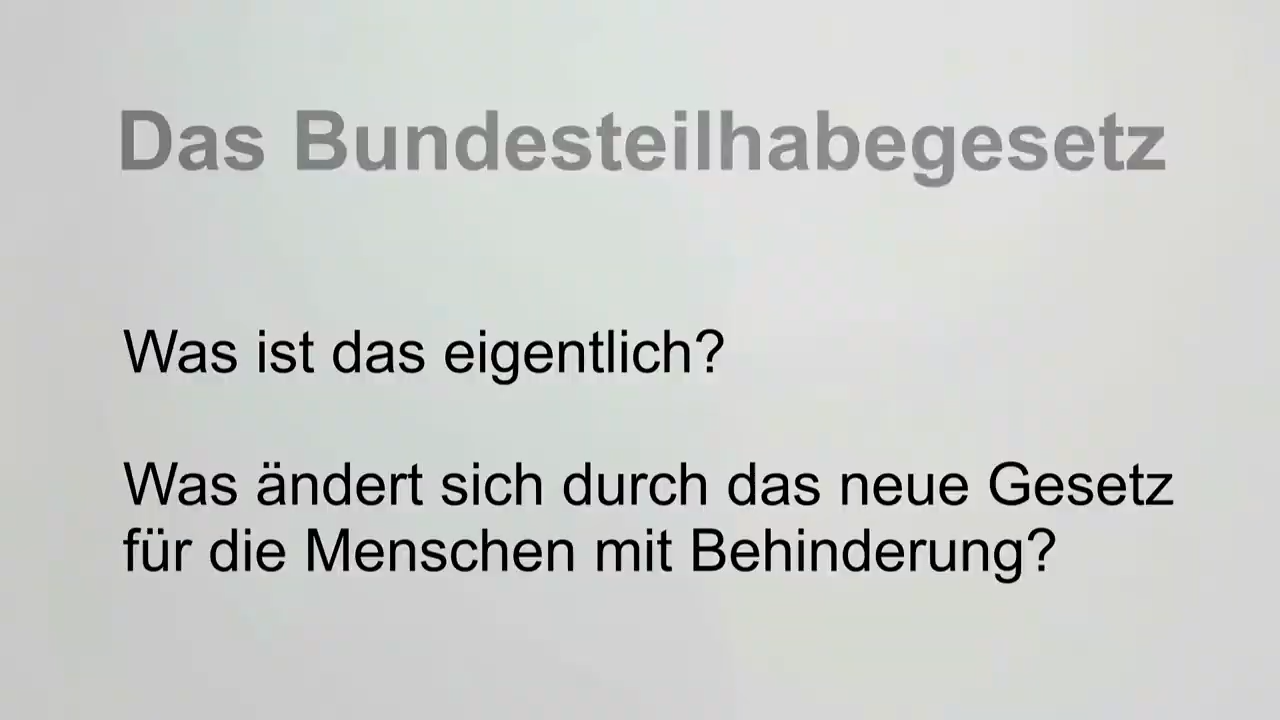 Das Bundesteilhabegesetz
Was ist das eigentlich?
Was ändert sich durch das neue Gesetz
für die Menschen mit Behinderung?